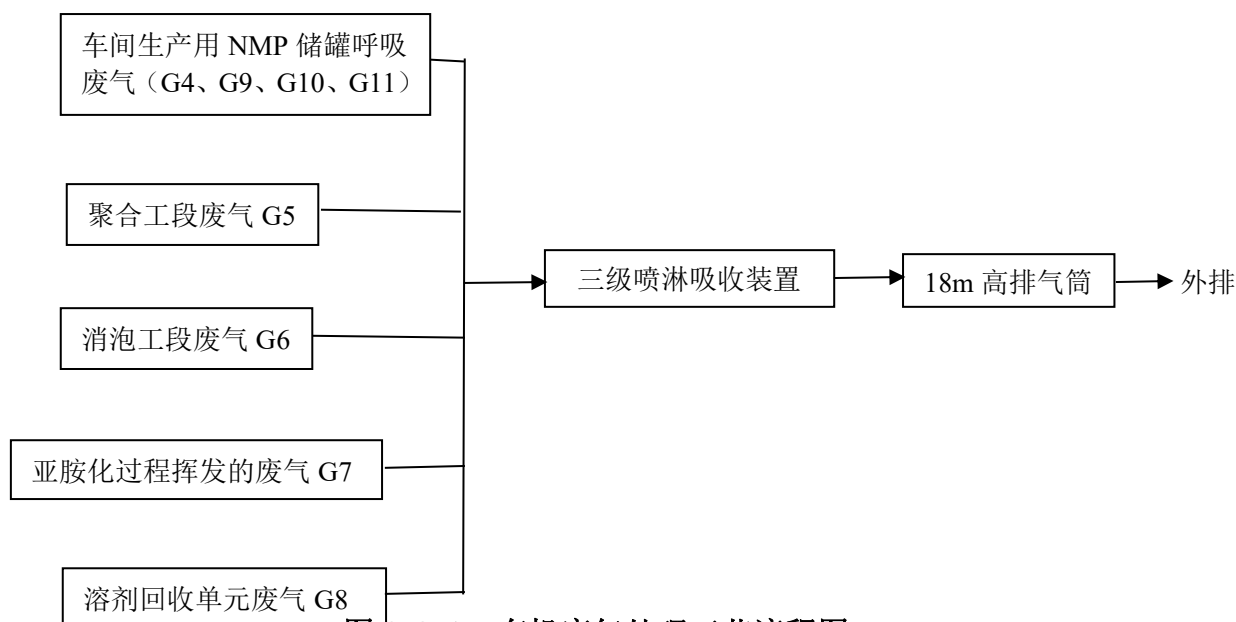 车间生产用 NMP 储罐呼吸
废气（G4、G9、G10、G11）
聚合工段废气 G5
消泡工段废气 G6
亚胺化过程挥发的废气 G7
溶剂回收单元废气 G8
三级喷淋吸收装置
18m 高排气筒
外排